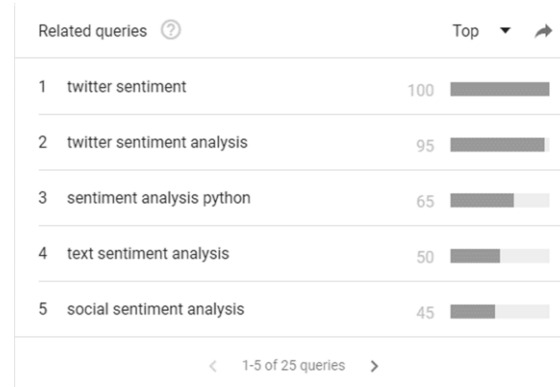 Related queries ? Top
1 twitter sentiment 100
2 twitter sentiment analysis 95
3 sentiment analysis python 65
4 text sentiment analysis 50
5 social sentiment analysis 45
1-5 of 25 queries